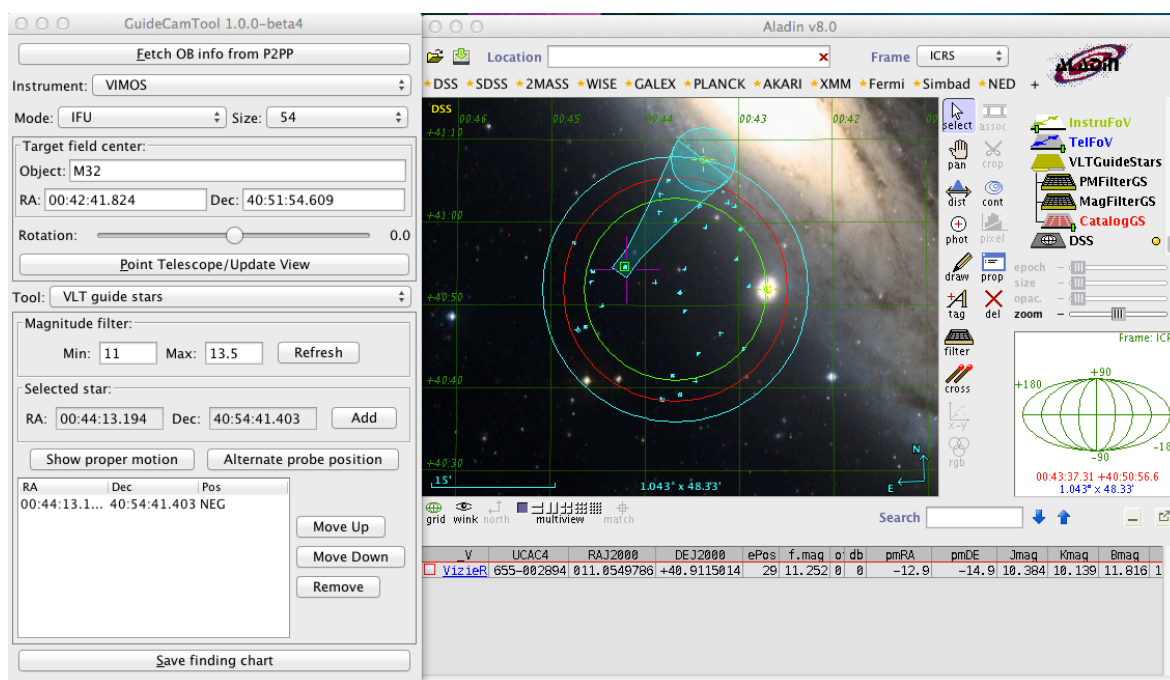 GuideCamTool 1.0.0-beta4
Fetch OB info from P2PP
Instrument: VIMOS
Mode: IFU Size: 54
Target field center:
Object: M32
RA: 00:42:41.824 Dec: 40:51:54.609
Rotation: 0.0
Point Telescope/Update View
Tool: VLT guide stars
Magnitude filter:
Min: 11 Max: 13.5 Refresh
Selected star:
RA: 00:44:13.194 Dec: 40:54:41.403 Add
Show proper motion Alternate probe position
RA Dec Pos
00:44:13.1... 40:54:41.403 NEG
Move Up
Move Down
Remove
Save finding chart
Aladin v8.0
Location Frame ICRS
ALADIN
DSS SDSS 2MASS WISE GALEX PLANCK AKARI XMM Fermi Simbad NED +
DSS
00:46 00:45 00:44 00:43 00:42 00
+41:10
+41:00
+40:50
+40:40
+40:30
15'
1.043° x 48.33'
N
E
select assoc
pan crop
dist cont
phot pixel
draw prop
tag del
filter
cross
x-y
rgb
InstruFoV
TelFoV
VLTGuideStars
PMFilterGS
MagFilterGS
CatalogGS
DSS
epoch
size
opac.
zoom
Frame: ICR
+90
+180
-18
-90
00:43:37.31 +40:50:56.6
1.043° x 48.33'
grid wink north multiview match
Search
_V UCAC4 RAJ2000 DEJ2000 ePos f.mag o db pmRA pmDE Jmag Kmag Bmag
VizieR 655-002894 011.0549786 +40.9115014 29 11.252 0 0 -12.9 -14.9 10.384 10.139 11.816 1